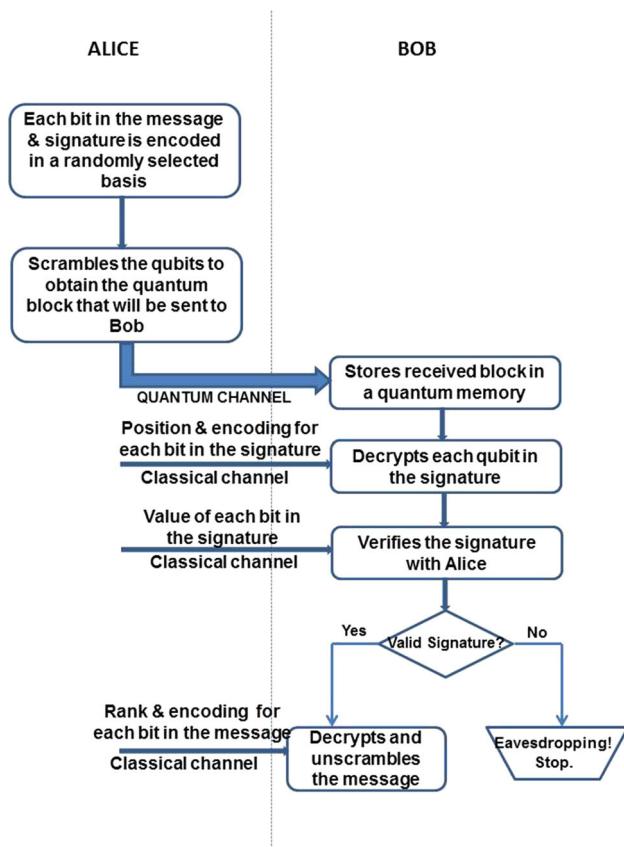 ALICE
BOB
Each bit in the message
& signature is encoded
in a randomly selected
basis
Scrambles the qubits to
obtain the quantum
block that will be sent to
Bob
QUANTUM CHANNEL
Stores received block in
a quantum memory
Position & encoding for
each bit in the signature
Classical channel
Decrypts each qubit in
the signature
Value of each bit in
the signature
Classical channel
Verifies the signature
with Alice
Yes
Valid Signature?
No
Rank & encoding for
each bit in the message
Classical channel
Decrypts and
unscrambles
the message
Eavesdropping!
Stop.